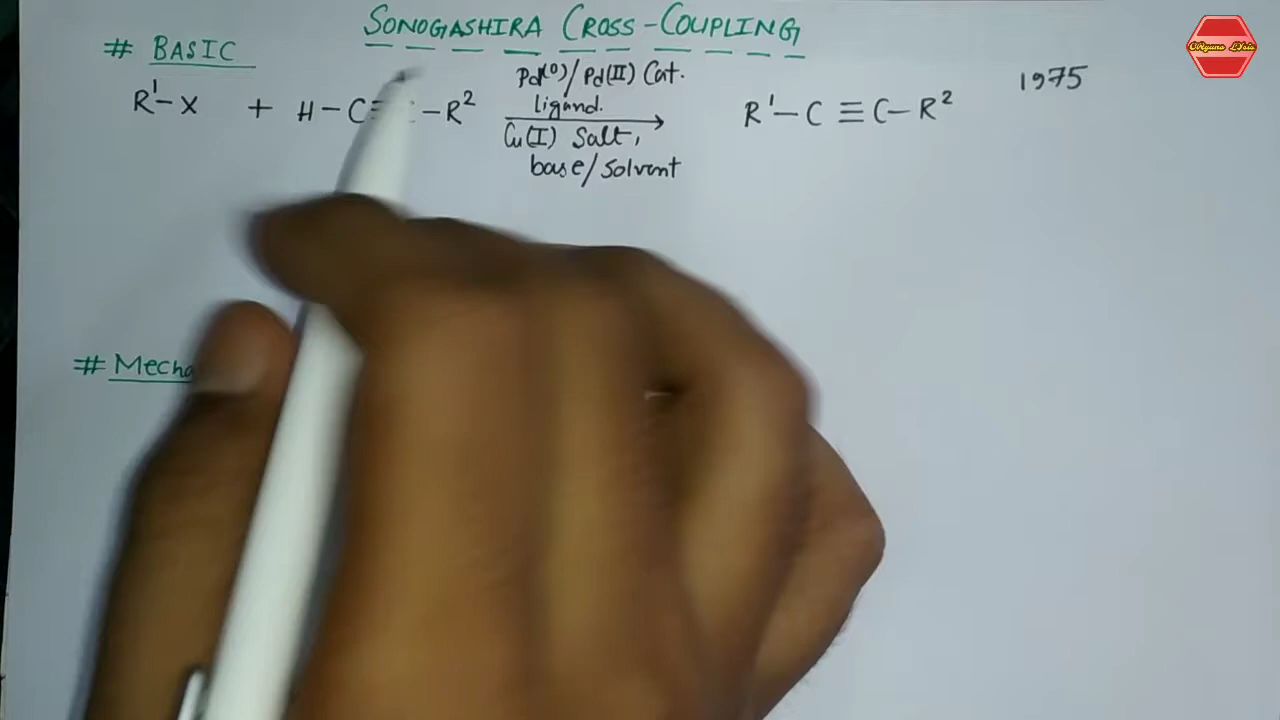 SONOGASHIRA CROSS-COUPLING
# BASIC
1975
R¹-X + H-C≡ -R²
Pd(0)/Pd(II) Cat.
ligand.
Cu(I) Salt,
base/Solvent
R¹-C≡C-R²
# Mecha